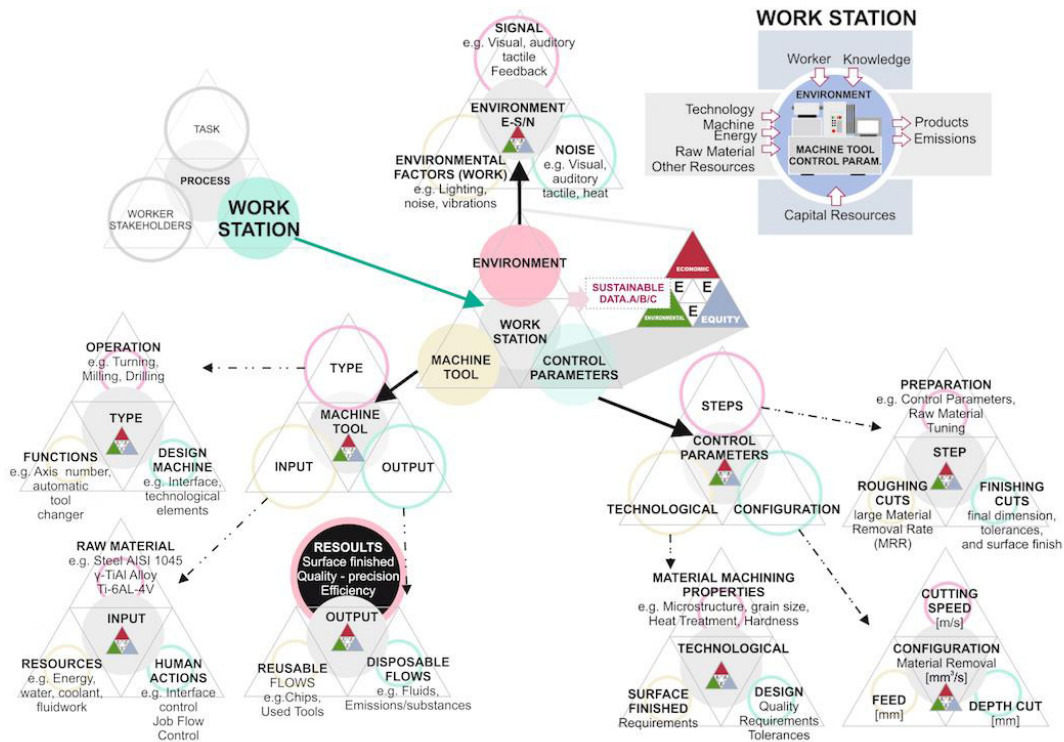 SIGNAL
e.g. Visual, auditory
tactile
Feedback
ENVIRONMENT
E-S/N
ENVIRONMENTAL
FACTORS (WORK)
e.g. Lighting,
noise, vibrations
NOISE
e.g. Visual,
auditory
tactile, heat
WORK STATION
Worker
Knowledge
ENVIRONMENT
Technology
Machine
Energy
Raw Material
Other Resources
MACHINE TOOL
CONTROL PARAM.
Products
Emissions
Capital Resources
TASK
PROCESS
WORKER
STAKEHOLDERS
WORK
STATION
ENVIRONMENT
SUSTAINABLE
DATA.A/B/C
ECONOMIC
E
E
E
ENVIRONMENTAL
EQUITY
WORK
STATION
MACHINE
TOOL
CONTROL
PARAMETERS
OPERATION
e.g. Turning,
Milling, Drilling
TYPE
FUNCTIONS
e.g. Axis number,
automatic
tool
changer
DESIGN
MACHINE
e.g. Interface,
technological
elements
TYPE
MACHINE
TOOL
INPUT
OUTPUT
RAW MATERIAL
e.g. Steel AISI 1045
γ-TiAl Alloy
Ti-6AL-4V
INPUT
RESOURCES
e.g. Energy,
water, coolant,
fluidwork
HUMAN
ACTIONS
e.g. Interface
control
Job Flow
Control
RESOULTS
Surface finished
Quality - precision
Efficiency
OUTPUT
REUSABLE
FLOWS
e.g.Chips,
Used Tools
DISPOSABLE
FLOWS
e.g. Fluids,
Emissions/substances
STEPS
CONTROL
PARAMETERS
TECHNOLOGICAL
CONFIGURATION
PREPARATION
e.g. Control Parameters,
Raw Material
Tuning
STEP
ROUGHING
CUTS
large Material
Removal Rate
(MRR)
FINISHING
CUTS
final dimension,
tolerances,
and surface finish
MATERIAL MACHINING
PROPERTIES
e.g. Microstructure, grain size,
Heat Treatment, Hardness
TECHNOLOGICAL
SURFACE
FINISHED
Requirements
DESIGN
Quality
Requirements
Tolerances
CUTTING
SPEED
[m/s]
CONFIGURATION
Material Removal
[mm³/s]
FEED
[mm]
DEPTH CUT
[mm]